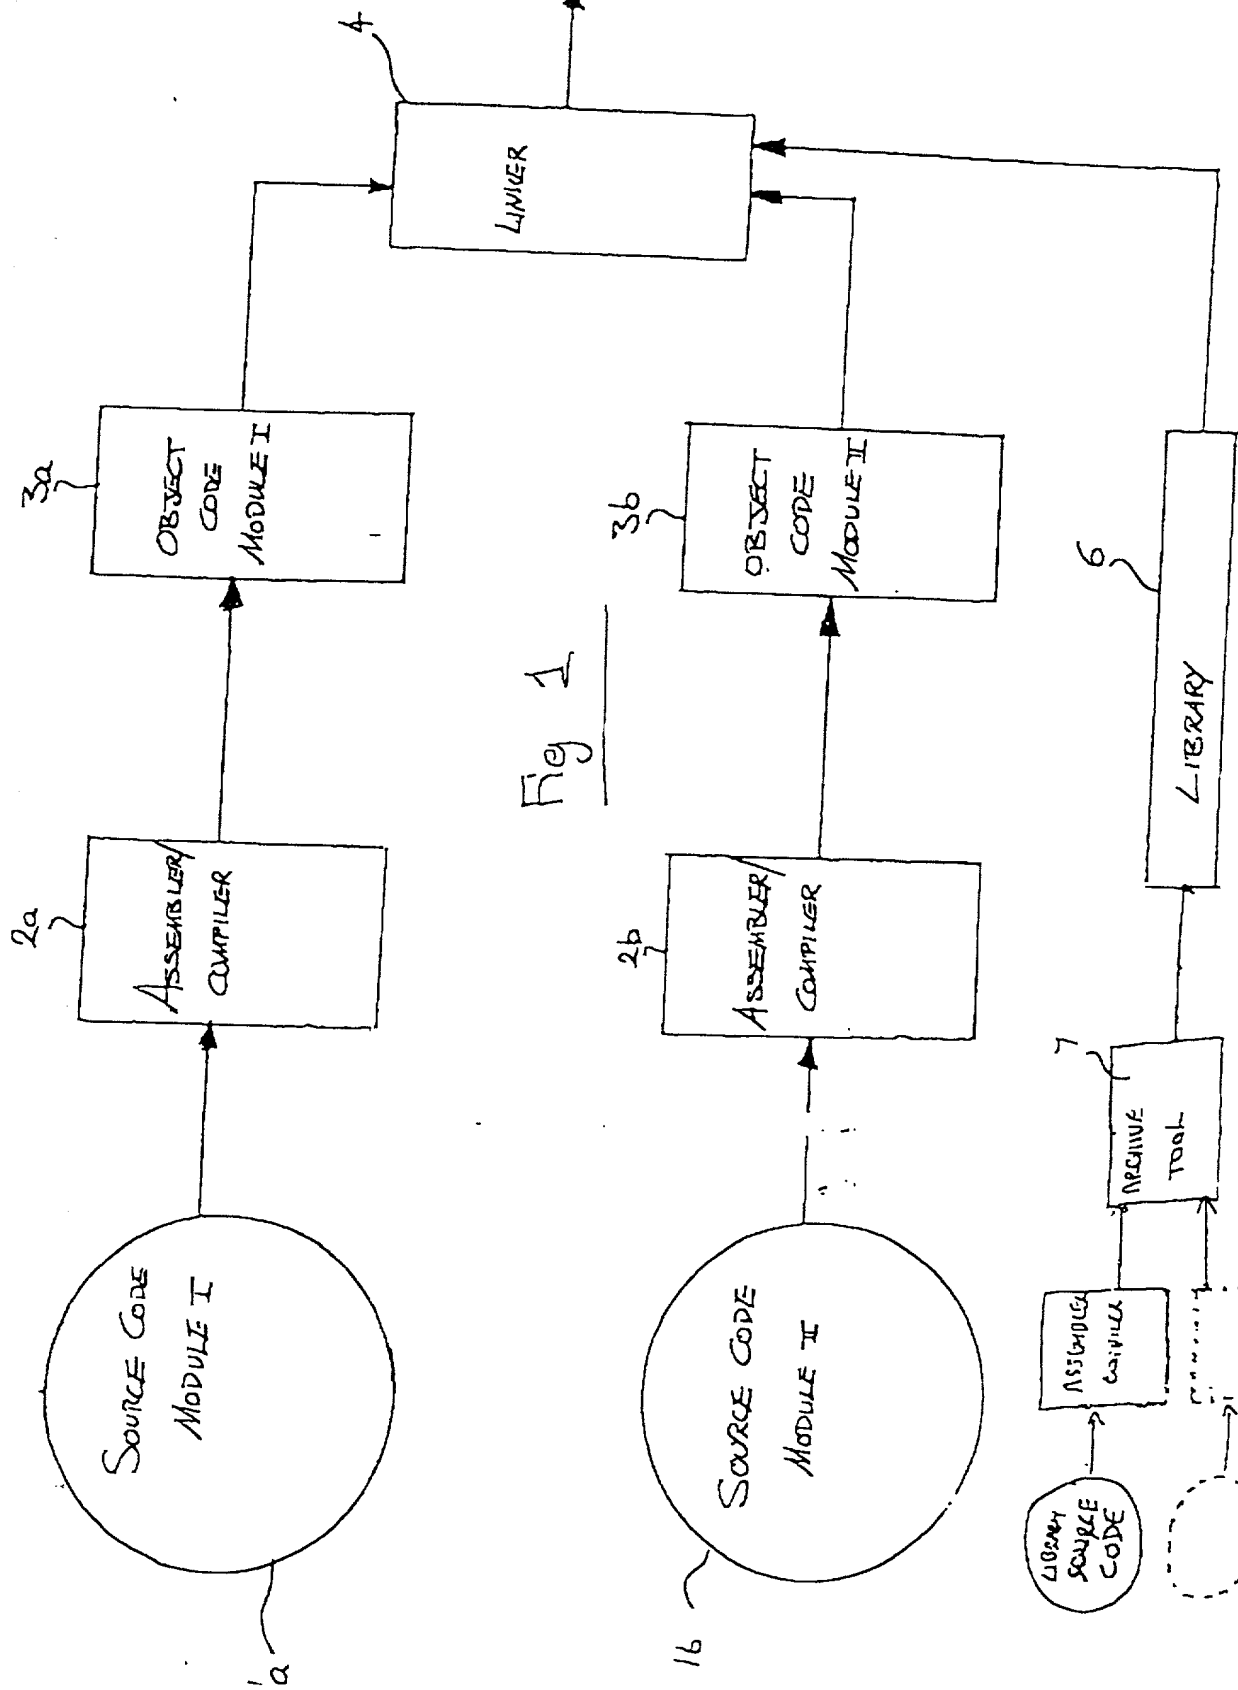 4
LINKER
3a
OBJECT
CODE
MODULE I
3b
OBJECT
CODE
MODULE II
6
LIBRARY
Fig 1
2a
ASSEMBLER/
COMPILER
2b
ASSEMBLER/
COMPILER
7
ARCHIVE
TOOL
SOURCE CODE
MODULE I
1a
SOURCE CODE
MODULE II
1b
ASSEMBLER
COMPILER
LIBRARY
SOURCE
CODE